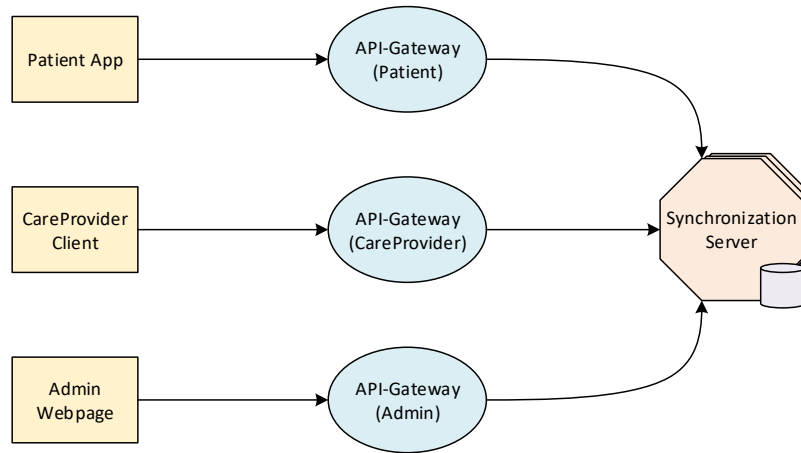 Patient App
API-Gateway
(Patient)
CareProvider
Client
API-Gateway
(CareProvider)
Synchronization
Server
Admin
Webpage
API-Gateway
(Admin)